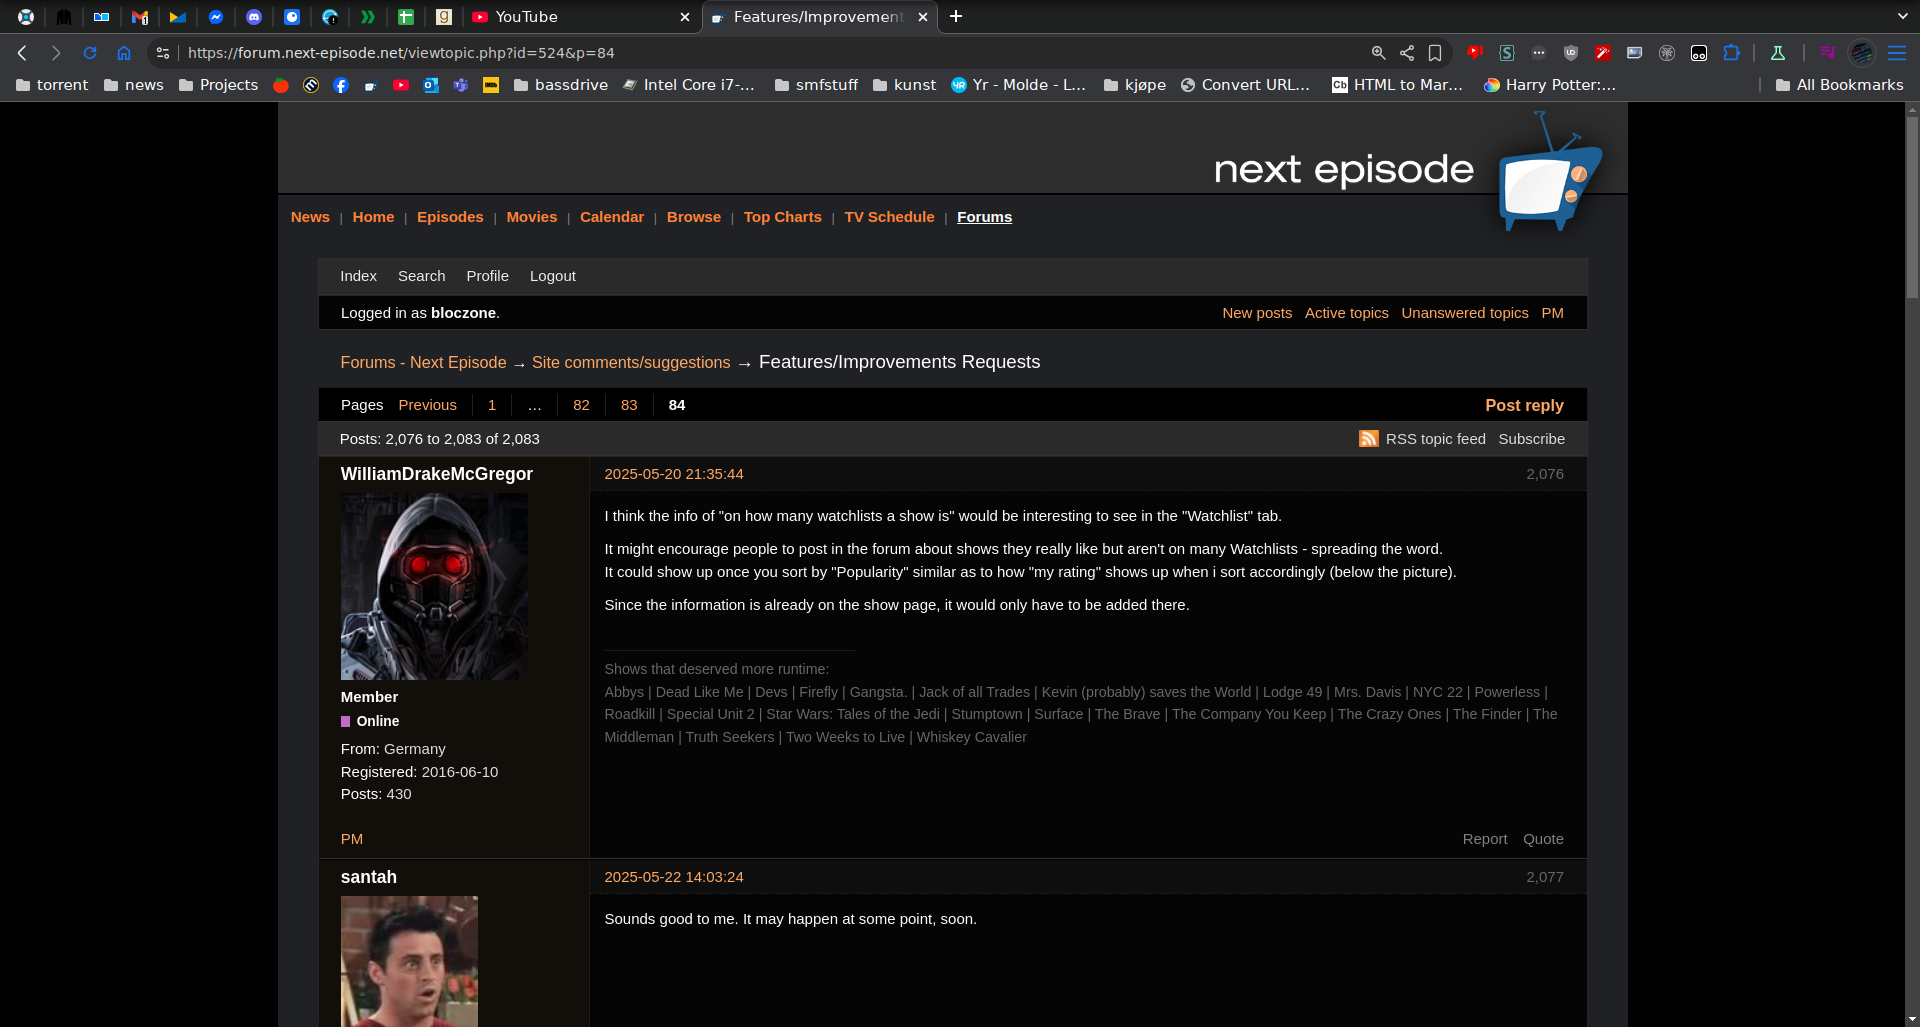 YouTube
Features/Improvement
https://forum.next-episode.net/viewtopic.php?id=524&p=84
torrent
news
Projects
bassdrive
Intel Core i7-...
smfstuff
kunst
Yr - Molde - L...
kjøpe
Convert URL...
HTML to Mar...
Harry Potter:...
All Bookmarks
next episode
News | Home | Episodes | Movies | Calendar | Browse | Top Charts | TV Schedule | Forums
Index Search Profile Logout
Logged in as bloczone.
New posts Active topics Unanswered topics PM
Forums - Next Episode → Site comments/suggestions → Features/Improvements Requests
Pages Previous 1 … 82 83 84
Post reply
Posts: 2,076 to 2,083 of 2,083
RSS topic feed Subscribe
WilliamDrakeMcGregor
2025-05-20 21:35:44
2,076
I think the info of "on how many watchlists a show is" would be interesting to see in the "Watchlist" tab.
It might encourage people to post in the forum about shows they really like but aren't on many Watchlists - spreading the word.
It could show up once you sort by "Popularity" similar as to how "my rating" shows up when i sort accordingly (below the picture).
Since the information is already on the show page, it would only have to be added there.
Shows that deserved more runtime:
Abbys | Dead Like Me | Devs | Firefly | Gangsta. | Jack of all Trades | Kevin (probably) saves the World | Lodge 49 | Mrs. Davis | NYC 22 | Powerless |
Roadkill | Special Unit 2 | Star Wars: Tales of the Jedi | Stumptown | Surface | The Brave | The Company You Keep | The Crazy Ones | The Finder | The
Middleman | Truth Seekers | Two Weeks to Live | Whiskey Cavalier
Member
Online
From: Germany
Registered: 2016-06-10
Posts: 430
PM
Report Quote
santah
2025-05-22 14:03:24
2,077
Sounds good to me. It may happen at some point, soon.